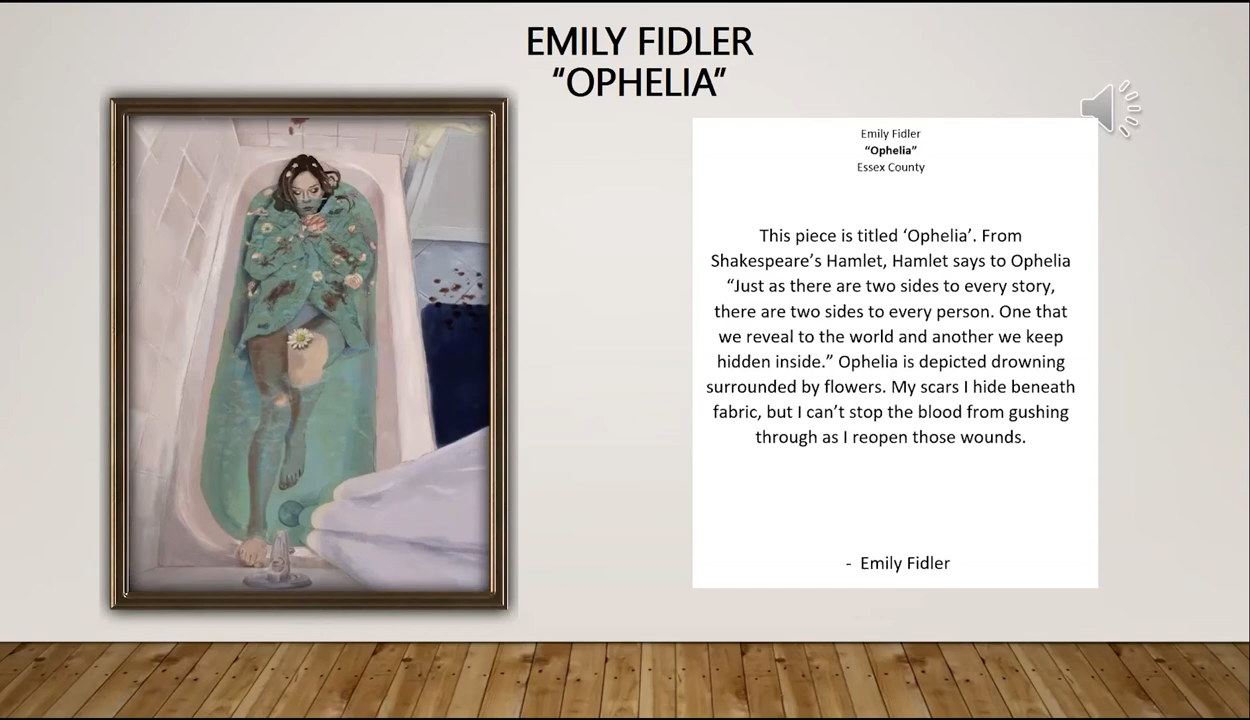 EMILY FIDLER
"OPHELIA"
Emily Fidler
"Ophelia"
Essex County
This piece is titled ‘Ophelia’. From
Shakespeare’s Hamlet, Hamlet says to Ophelia
“Just as there are two sides to every story,
there are two sides to every person. One that
we reveal to the world and another we keep
hidden inside.” Ophelia is depicted drowning
surrounded by flowers. My scars I hide beneath
fabric, but I can’t stop the blood from gushing
through as I reopen those wounds.
- Emily Fidler